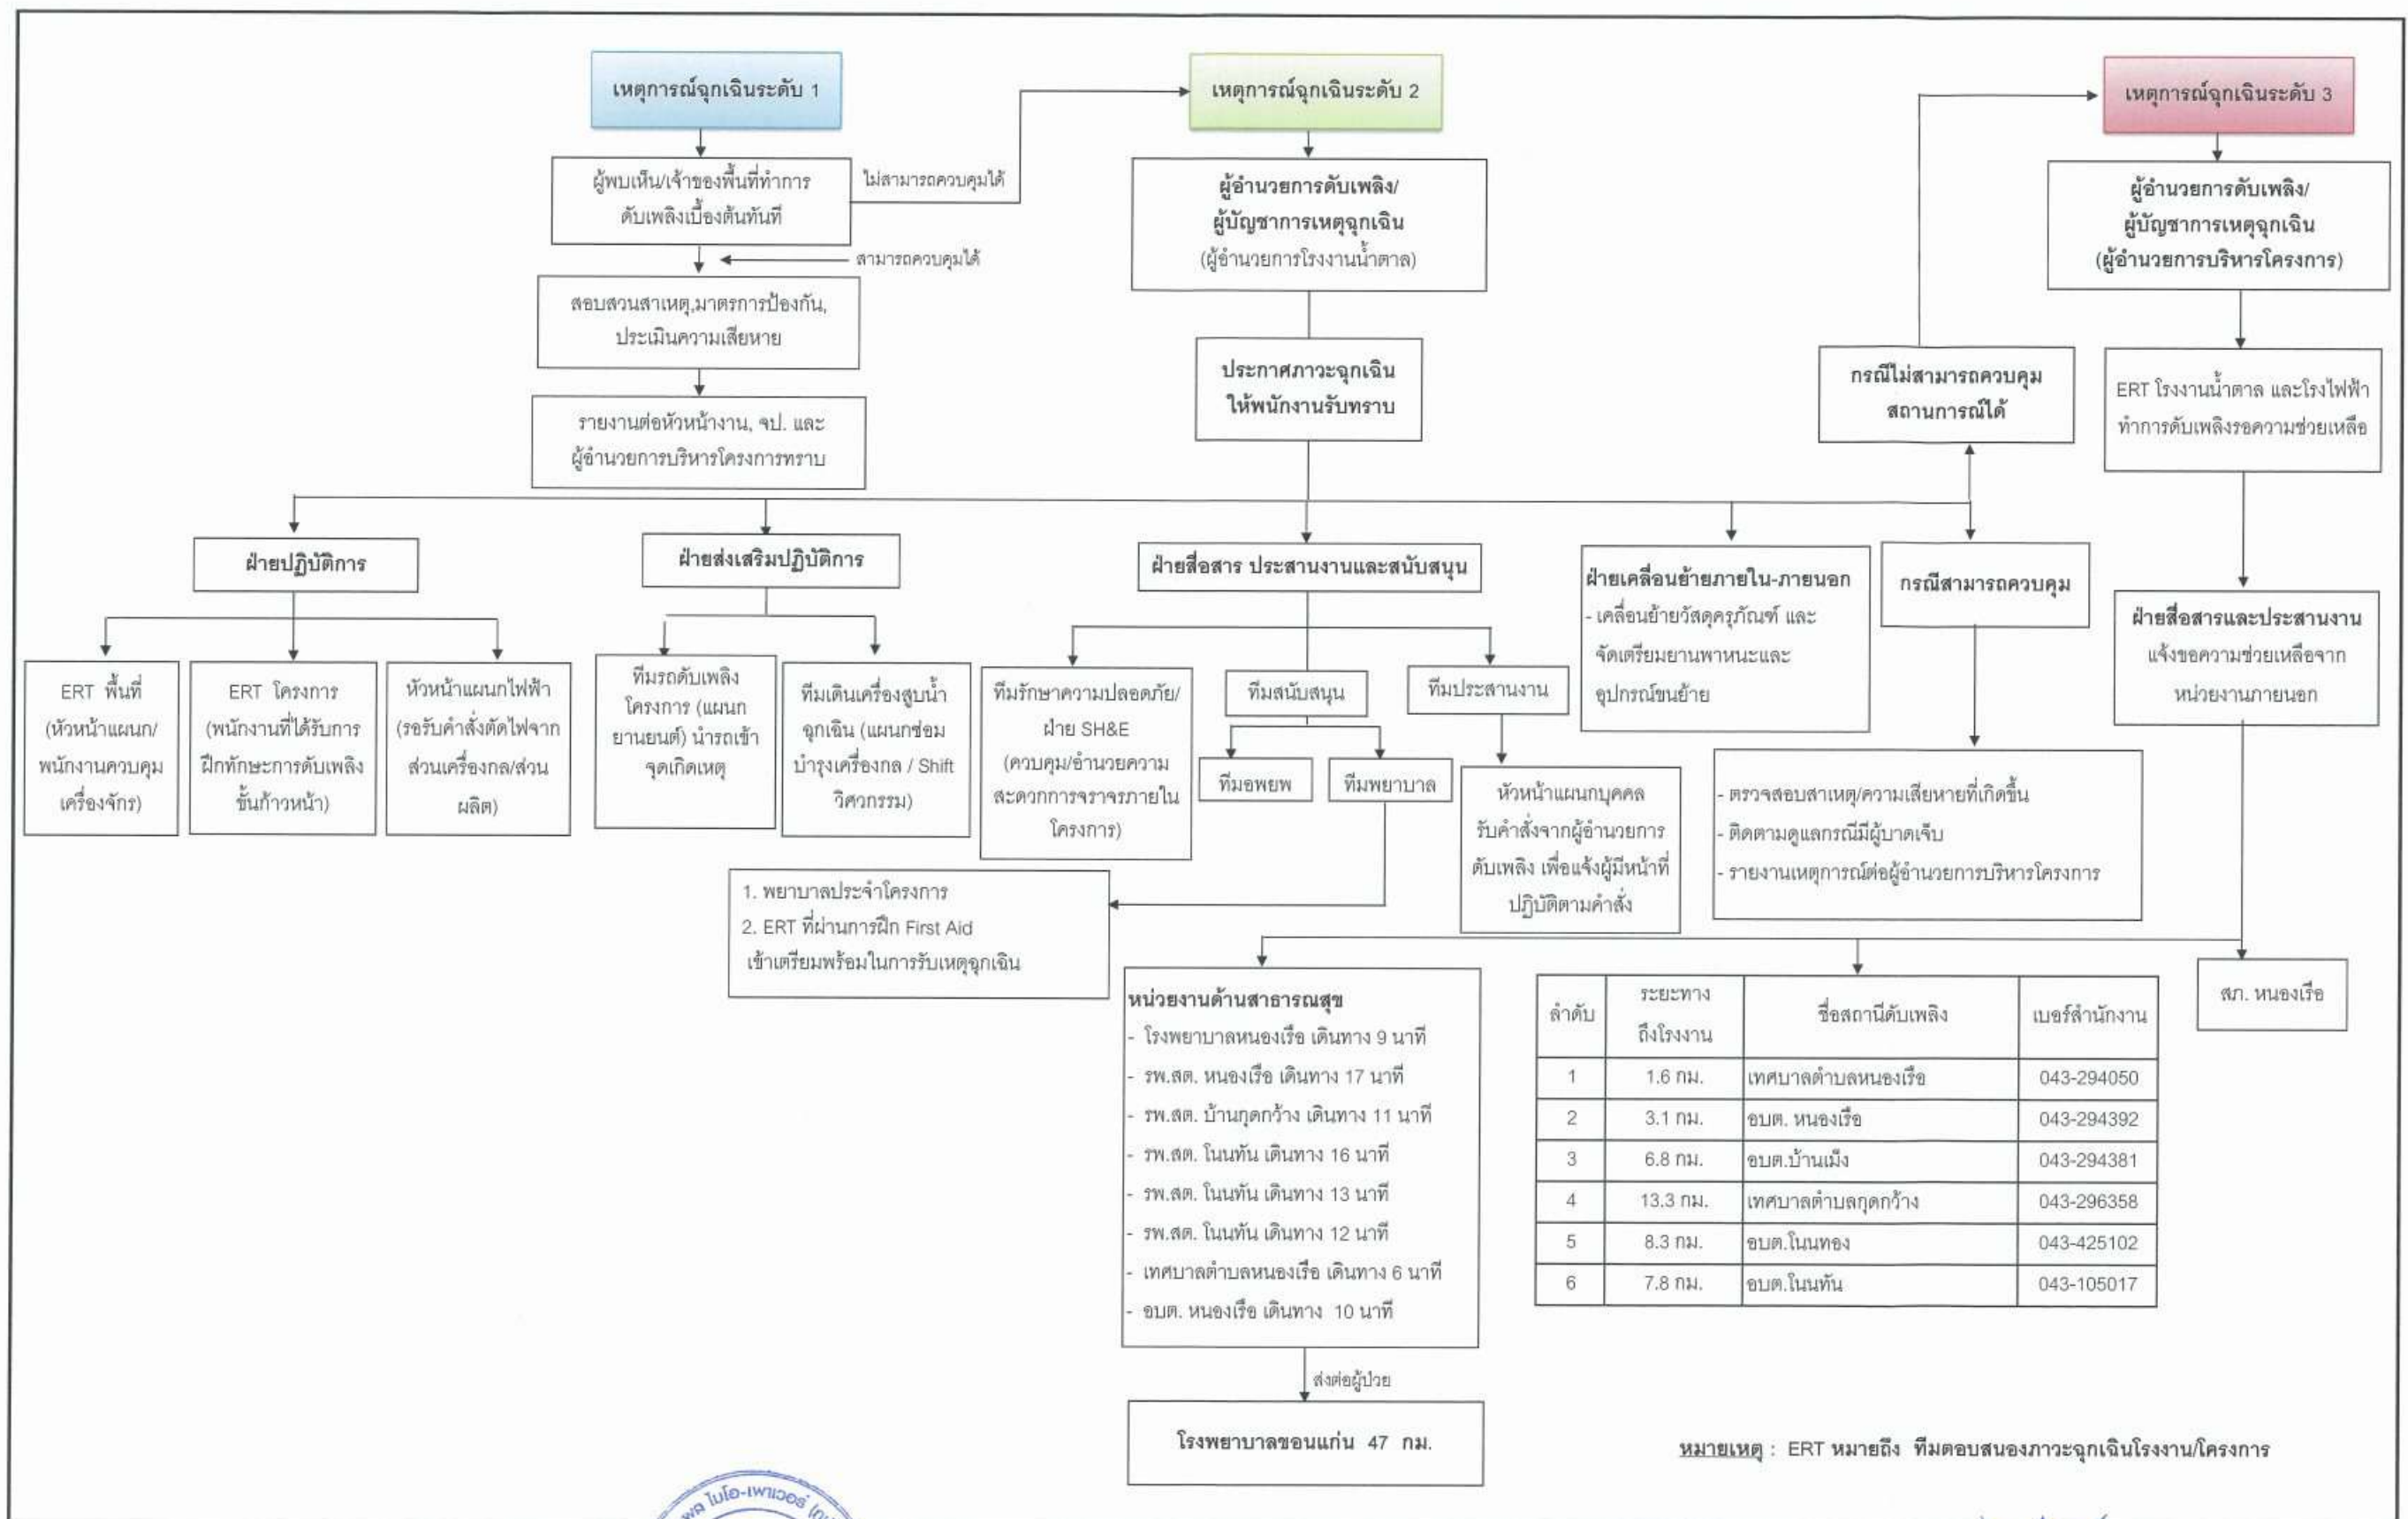 เหตุการณ์ฉุกเฉินระดับ 1
ผู้พบเห็น/เจ้าของพื้นที่ทำการ
ดับเพลิงเบื้องต้นทันที
ไม่สามารถควบคุมได้
สามารถควบคุมได้
สอบสวนสาเหตุ,มาตรการป้องกัน,
ประเมินความเสียหาย
รายงานต่อหัวหน้างาน, จป. และ
ผู้อำนวยการบริหารโครงการทราบ
เหตุการณ์ฉุกเฉินระดับ 2
ผู้อำนวยการดับเพลิง/
ผู้บัญชาการเหตุฉุกเฉิน
(ผู้อำนวยการโรงงานน้ำตาล)
ประกาศภาวะฉุกเฉิน
ให้พนักงานรับทราบ
เหตุการณ์ฉุกเฉินระดับ 3
ผู้อำนวยการดับเพลิง/
ผู้บัญชาการเหตุฉุกเฉิน
(ผู้อำนวยการบริหารโครงการ)
กรณีไม่สามารถควบคุม
สถานการณ์ได้
ERT โรงงานน้ำตาล และโรงไฟฟ้า
ทำการดับเพลิงรอความช่วยเหลือ
ฝ่ายปฏิบัติการ
ERT พื้นที่
(หัวหน้าแผนก/
พนักงานควบคุม
เครื่องจักร)
ERT โครงการ
(พนักงานที่ได้รับการ
ฝึกทักษะการดับเพลิง
ขั้นก้าวหน้า)
หัวหน้าแผนกไฟฟ้า
(รอรับคำสั่งตัดไฟจาก
ส่วนเครื่องกล/ส่วน
ผลิต)
ฝ่ายส่งเสริมปฏิบัติการ
ทีมรถดับเพลิง
โครงการ (แผนก
ยานยนต์) นำรถเข้า
จุดเกิดเหตุ
ทีมเดินเครื่องสูบน้ำ
ฉุกเฉิน (แผนกซ่อม
บำรุงเครื่องกล / Shift
วิศวกรรม)
ฝ่ายสื่อสาร ประสานงานและสนับสนุน
ทีมรักษาความปลอดภัย/
ฝ่าย SH&E
(ควบคุม/อำนวยความ
สะดวกการจราจรภายใน
โครงการ)
ทีมสนับสนุน
ทีมอพยพ
ทีมพยาบาล
ทีมประสานงาน
หัวหน้าแผนกบุคคล
รับคำสั่งจากผู้อำนวยการ
ดับเพลิง เพื่อแจ้งผู้มีหน้าที่
ปฏิบัติตามคำสั่ง
1. พยาบาลประจำโครงการ
2. ERT ที่ผ่านการฝึก First Aid
เข้าเตรียมพร้อมในการรับเหตุฉุกเฉิน
ฝ่ายเคลื่อนย้ายภายใน-ภายนอก
- เคลื่อนย้ายวัสดุครุภัณฑ์ และ
จัดเตรียมยานพาหนะและ
อุปกรณ์ขนย้าย
กรณีสามารถควบคุม
- ตรวจสอบสาเหตุ/ความเสียหายที่เกิดขึ้น
- ติดตามดูแลกรณีมีผู้บาดเจ็บ
- รายงานเหตุการณ์ต่อผู้อำนวยการบริหารโครงการ
ฝ่ายสื่อสารและประสานงาน
แจ้งขอความช่วยเหลือจาก
หน่วยงานภายนอก
หน่วยงานด้านสาธารณสุข
- โรงพยาบาลหนองเรือ เดินทาง 9 นาที
- รพ.สต. หนองเรือ เดินทาง 17 นาที
- รพ.สต. บ้านกุดกว้าง เดินทาง 11 นาที
- รพ.สต. โนนทัน เดินทาง 16 นาที
- รพ.สต. โนนทัน เดินทาง 13 นาที
- รพ.สต. โนนทัน เดินทาง 12 นาที
- เทศบาลตำบลหนองเรือ เดินทาง 6 นาที
- อบต. หนองเรือ เดินทาง 10 นาที
ส่งต่อผู้ป่วย
โรงพยาบาลขอนแก่น 47 กม.
ลำดับ ระยะทาง ถึงโรงงาน ชื่อสถานีดับเพลิง เบอร์สำนักงาน
1 1.6 กม. เทศบาลตำบลหนองเรือ 043-294050
2 3.1 กม. อบต. หนองเรือ 043-294392
3 6.8 กม. อบต.บ้านเม็ง 043-294381
4 13.3 กม. เทศบาลตำบลกุดกว้าง 043-296358
5 8.3 กม. อบต.โนนทอง 043-425102
6 7.8 กม. อบต.โนนทัน 043-105017
สภ. หนองเรือ
หมายเหตุ : ERT หมายถึง ทีมตอบสนองภาวะฉุกเฉินโรงงาน/โครงการ
ไบโอ-เพาเวอร์